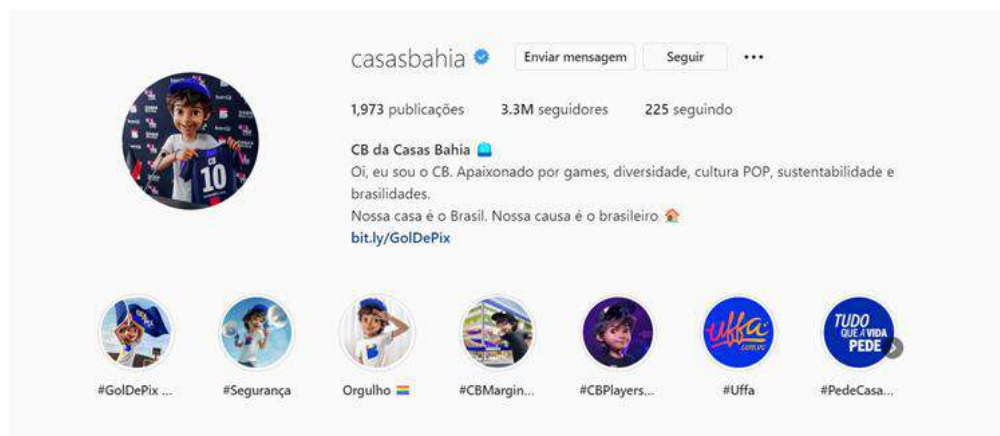 casasbahia
Enviar mensagem
Seguir
1,973 publicações
3.3M seguidores
225 seguindo
CB da Casas Bahia
Oi, eu sou o CB. Apaixonado por games, diversidade, cultura POP, sustentabilidade e
brasilidades.
Nossa casa é o Brasil. Nossa causa é o brasileiro
bit.ly/GolDePix
CB
10
uffa
.com.vc
TUDO
QUE A VIDA
PEDE
#GolDePix ...
#Segurança
Orgulho
#CBMargin...
#CBPlayers...
#Uffa
#PedeCasa...